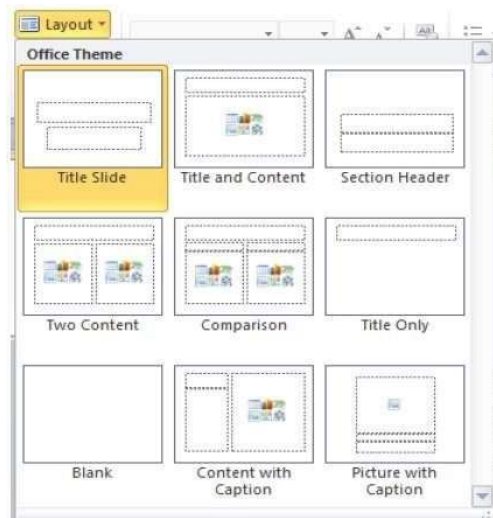 Layout
Office Theme
Title Slide
Title and Content
Section Header
Two Content
Comparison
Title Only
Blank
Content with
Caption
Picture with
Caption